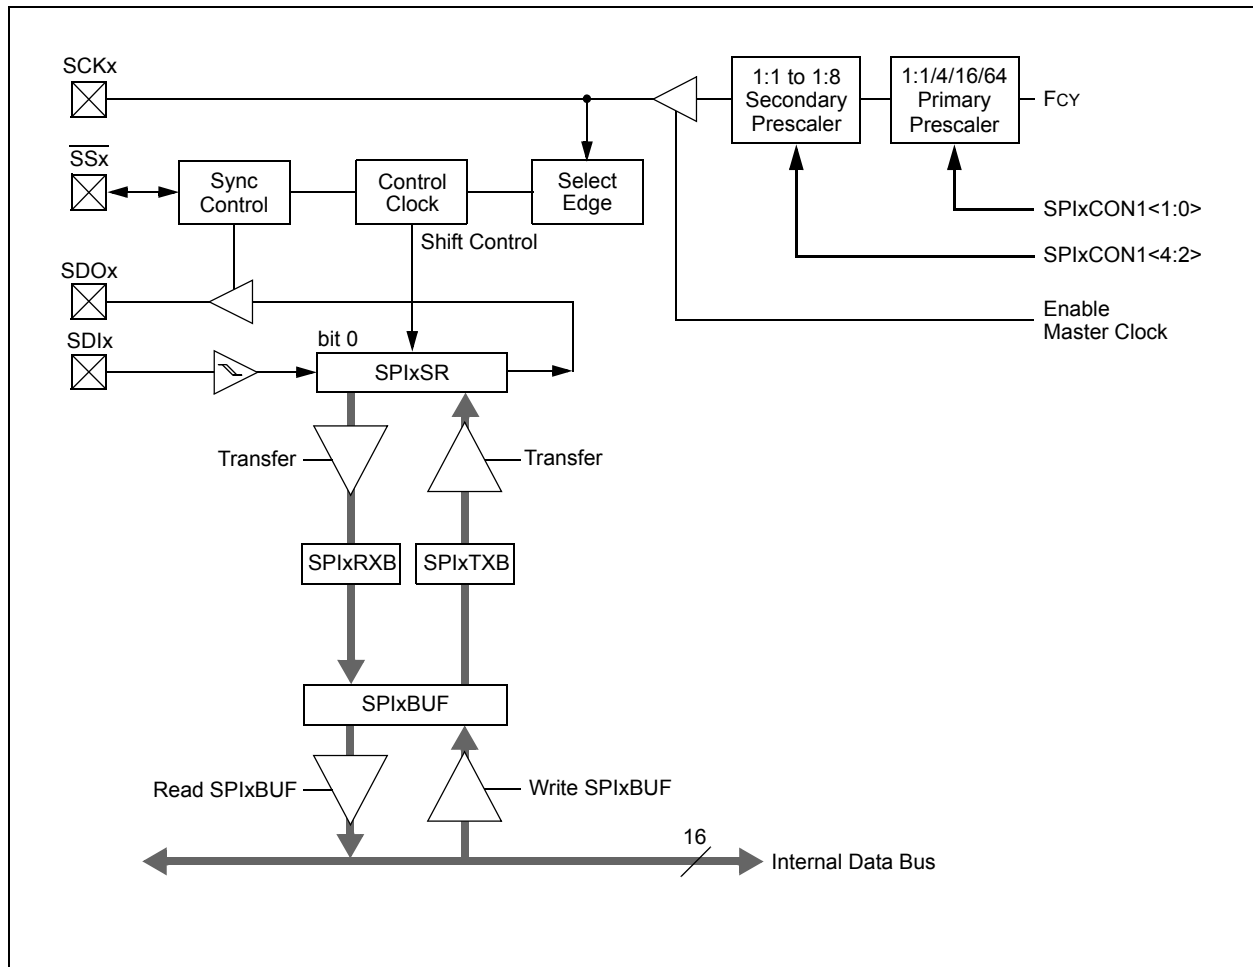 SCKx
1:1 to 1:8
Secondary
Prescaler
1:1/4/16/64
Primary
Prescaler
FCY
SSx
Sync
Control
Control
Clock
Select
Edge
SPIxCON1<1:0>
Shift Control
SPIxCON1<4:2>
SDOx
Enable
Master Clock
SDIx
bit 0
SPIxSR
Transfer
Transfer
SPIxRXB
SPIxTXB
SPIxBUF
Read SPIxBUF
Write SPIxBUF
16
Internal Data Bus